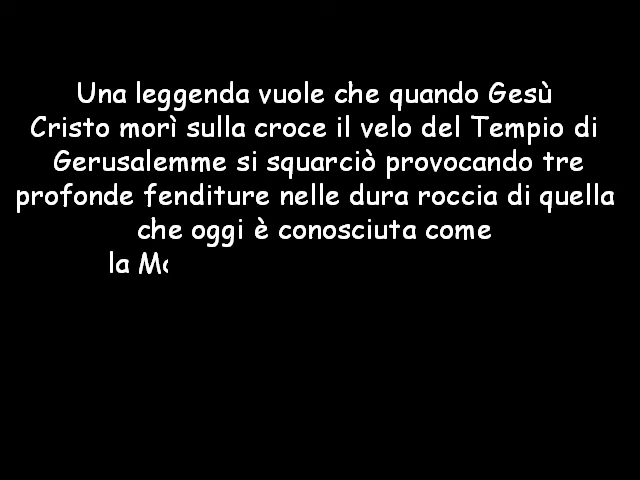 Una leggenda vuole che quando Gesù
Cristo morì sulla croce il velo del Tempio di
Gerusalemme si squarciò provocando tre
profonde fenditure nelle dura roccia di quella
che oggi è conosciuta come
la